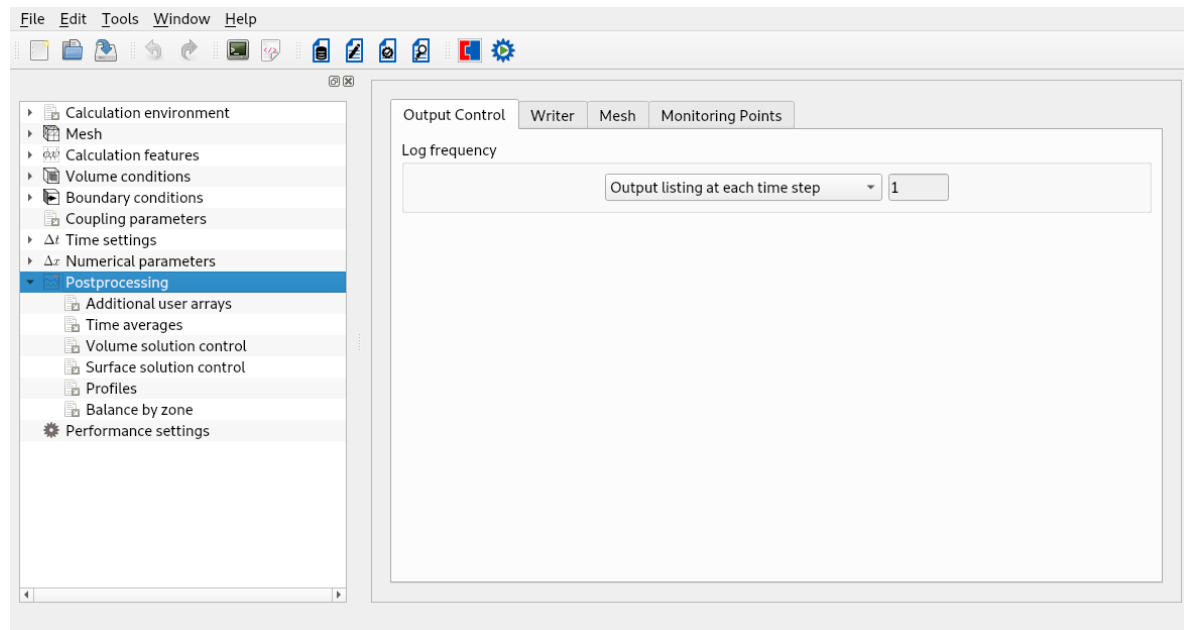 File Edit Tools Window Help
Calculation environment
Mesh
Calculation features
Volume conditions
Boundary conditions
Coupling parameters
Δt Time settings
Δx Numerical parameters
Postprocessing
Additional user arrays
Time averages
Volume solution control
Surface solution control
Profiles
Balance by zone
Performance settings
Output Control Writer Mesh Monitoring Points
Log frequency
Output listing at each time step 1